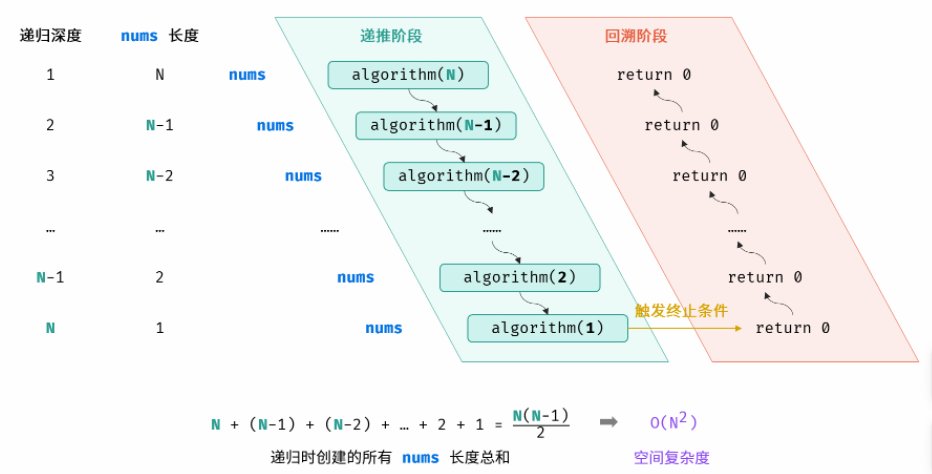 递归深度 nums 长度 递推阶段 回溯阶段
1 N nums algorithm(N) return 0
2 N-1 nums algorithm(N-1) return 0
3 N-2 nums algorithm(N-2) return 0
… … …… …… ……
N-1 2 nums algorithm(2) return 0
触发终止条件
N 1 nums algorithm(1) return 0
N + (N-1) + (N-2) + … + 2 + 1 = N(N-1)/2 ➡ O(N²)
递归时创建的所有 nums 长度总和 空间复杂度